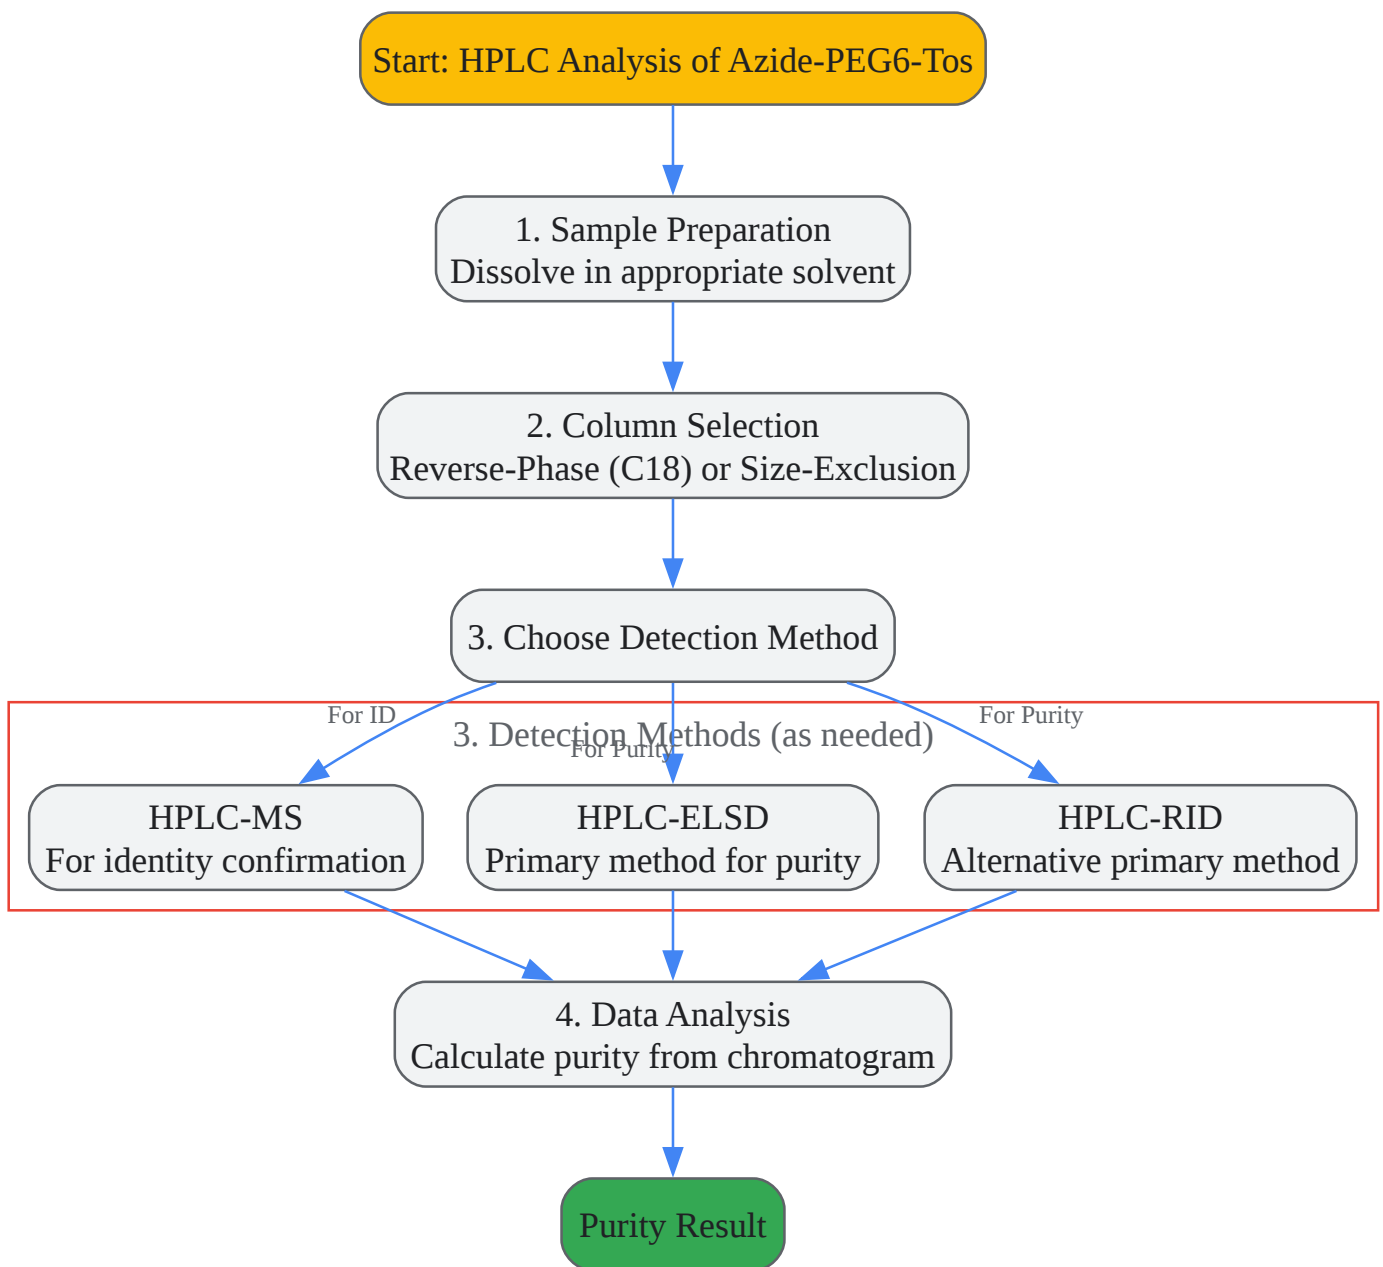 Start: HPLC Analysis of Azide-PEG6-Tos
1. Sample Preparation
Dissolve in appropriate solvent
2. Column Selection
Reverse-Phase (C18) or Size-Exclusion
3. Choose Detection Method
For ID
For Purity
3. Detection Methods (as needed)
For Purity
HPLC-MS
For identity confirmation
HPLC-ELSD
Primary method for purity
HPLC-RID
Alternative primary method
4. Data Analysis
Calculate purity from chromatogram
Purity Result